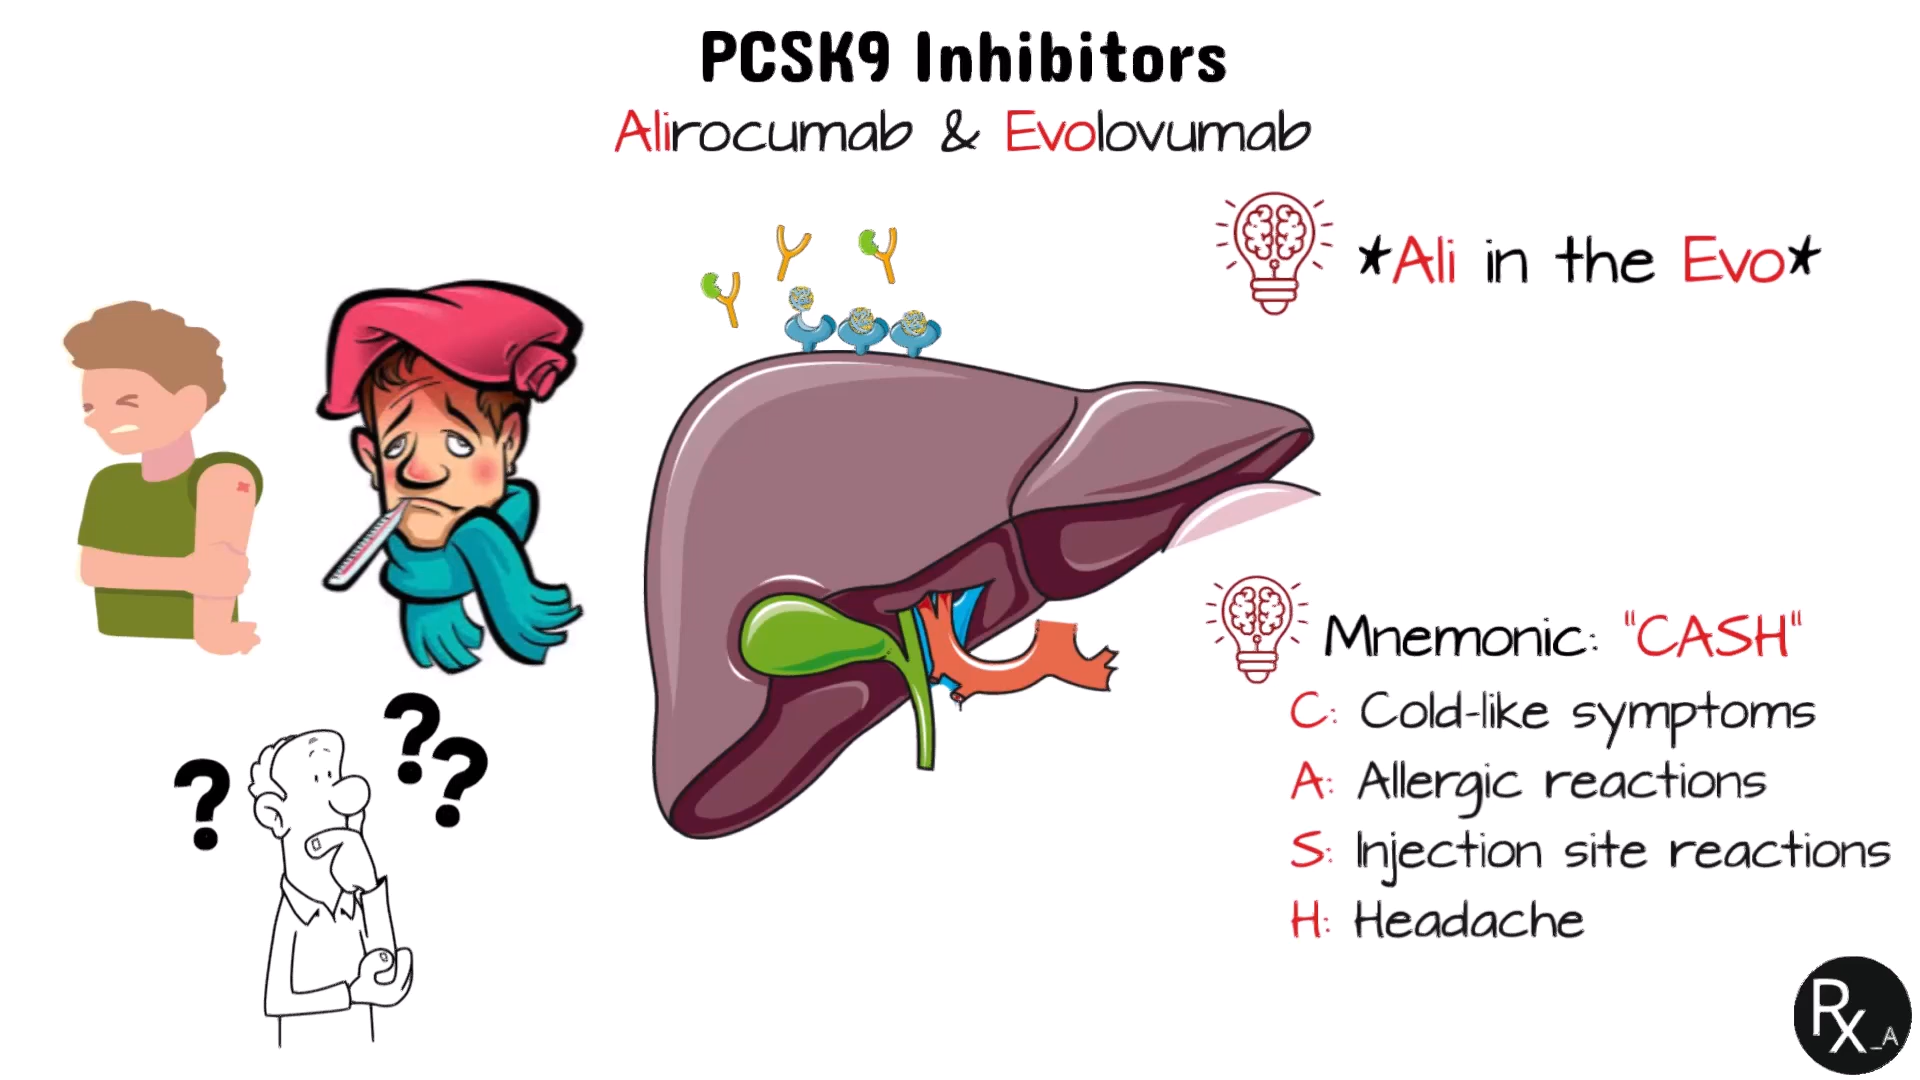 PCSK9 Inhibitors
Alirocumab & Evolovumab
*Ali in the Evo*
? ? ?
Mnemonic: "CASH"
C: Cold-like symptoms
A: Allergic reactions
S: Injection site reactions
H: Headache
Rx_A